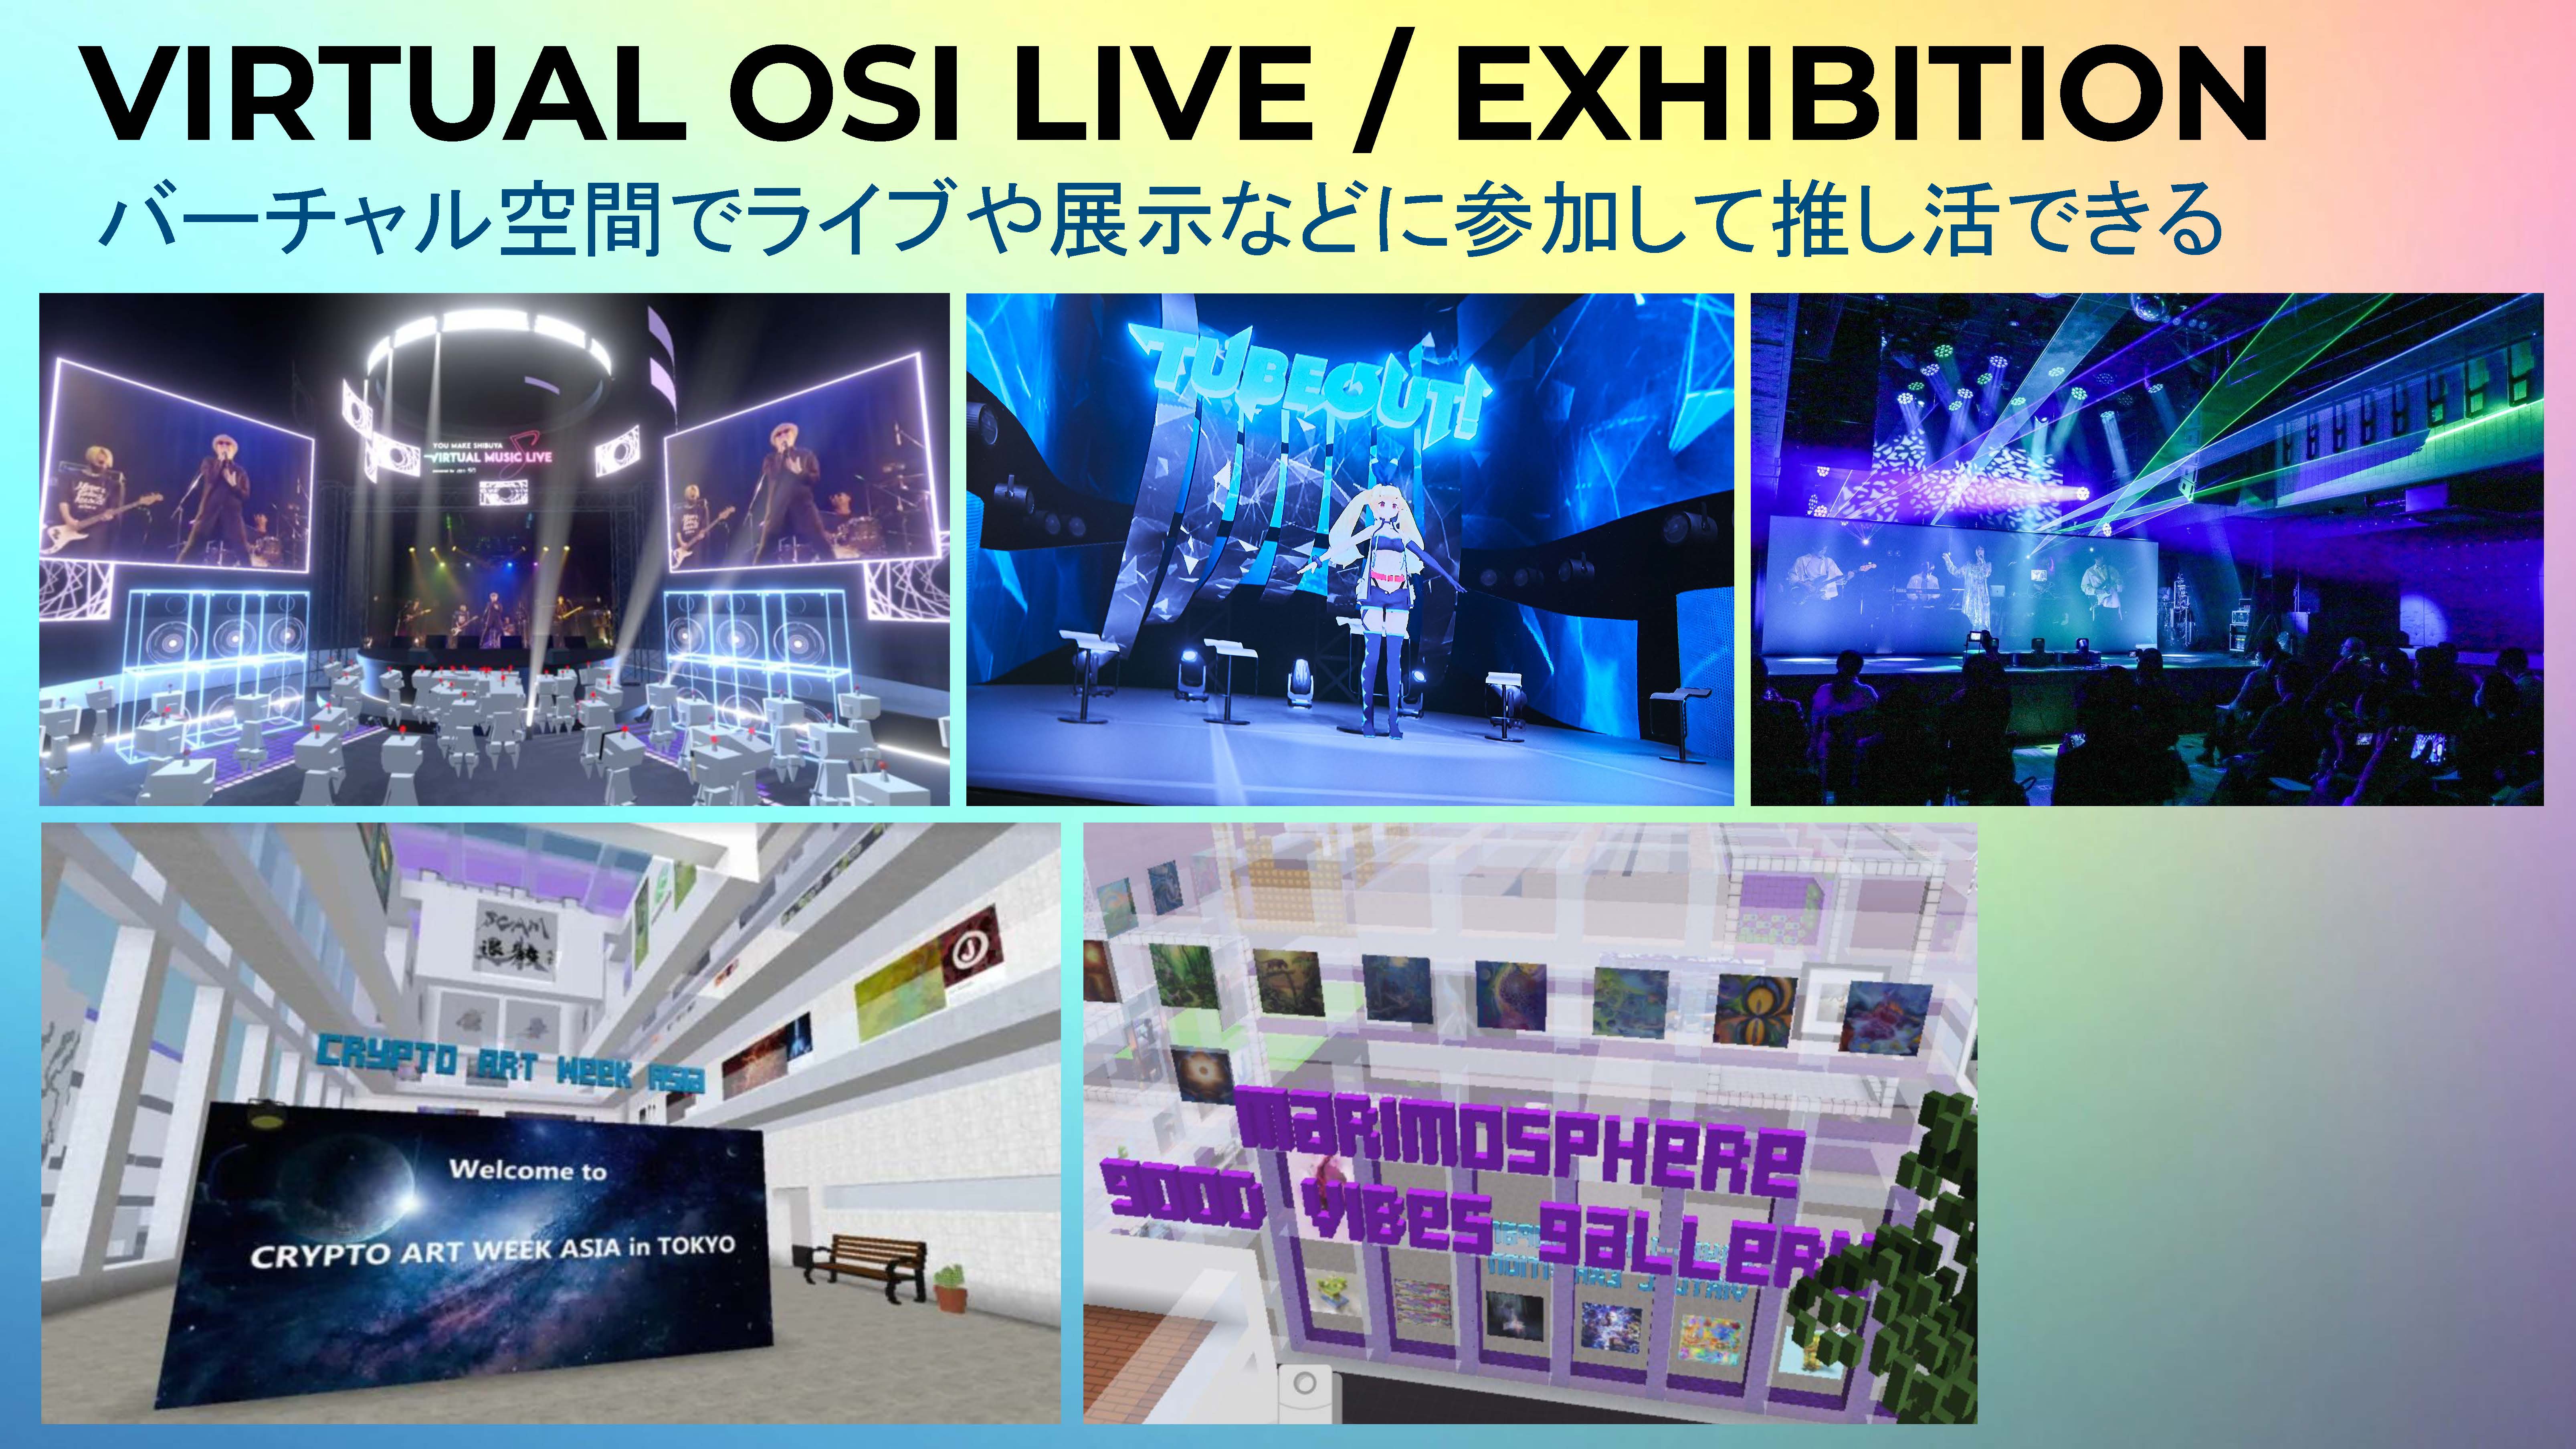 VIRTUAL OSI LIVE / EXHIBITION
バーチャル空間でライブや展示などに参加して推し活できる
YOU MAKE SHIBUYA
VIRTUAL MUSIC LIVE
TUBEOUT!
SCAM
CRYPTO ART WEEK ASIA
Welcome to
CRYPTO ART WEEK ASIA in TOKYO
MARIMOSPHERE
GOOD VIBES GALLERY